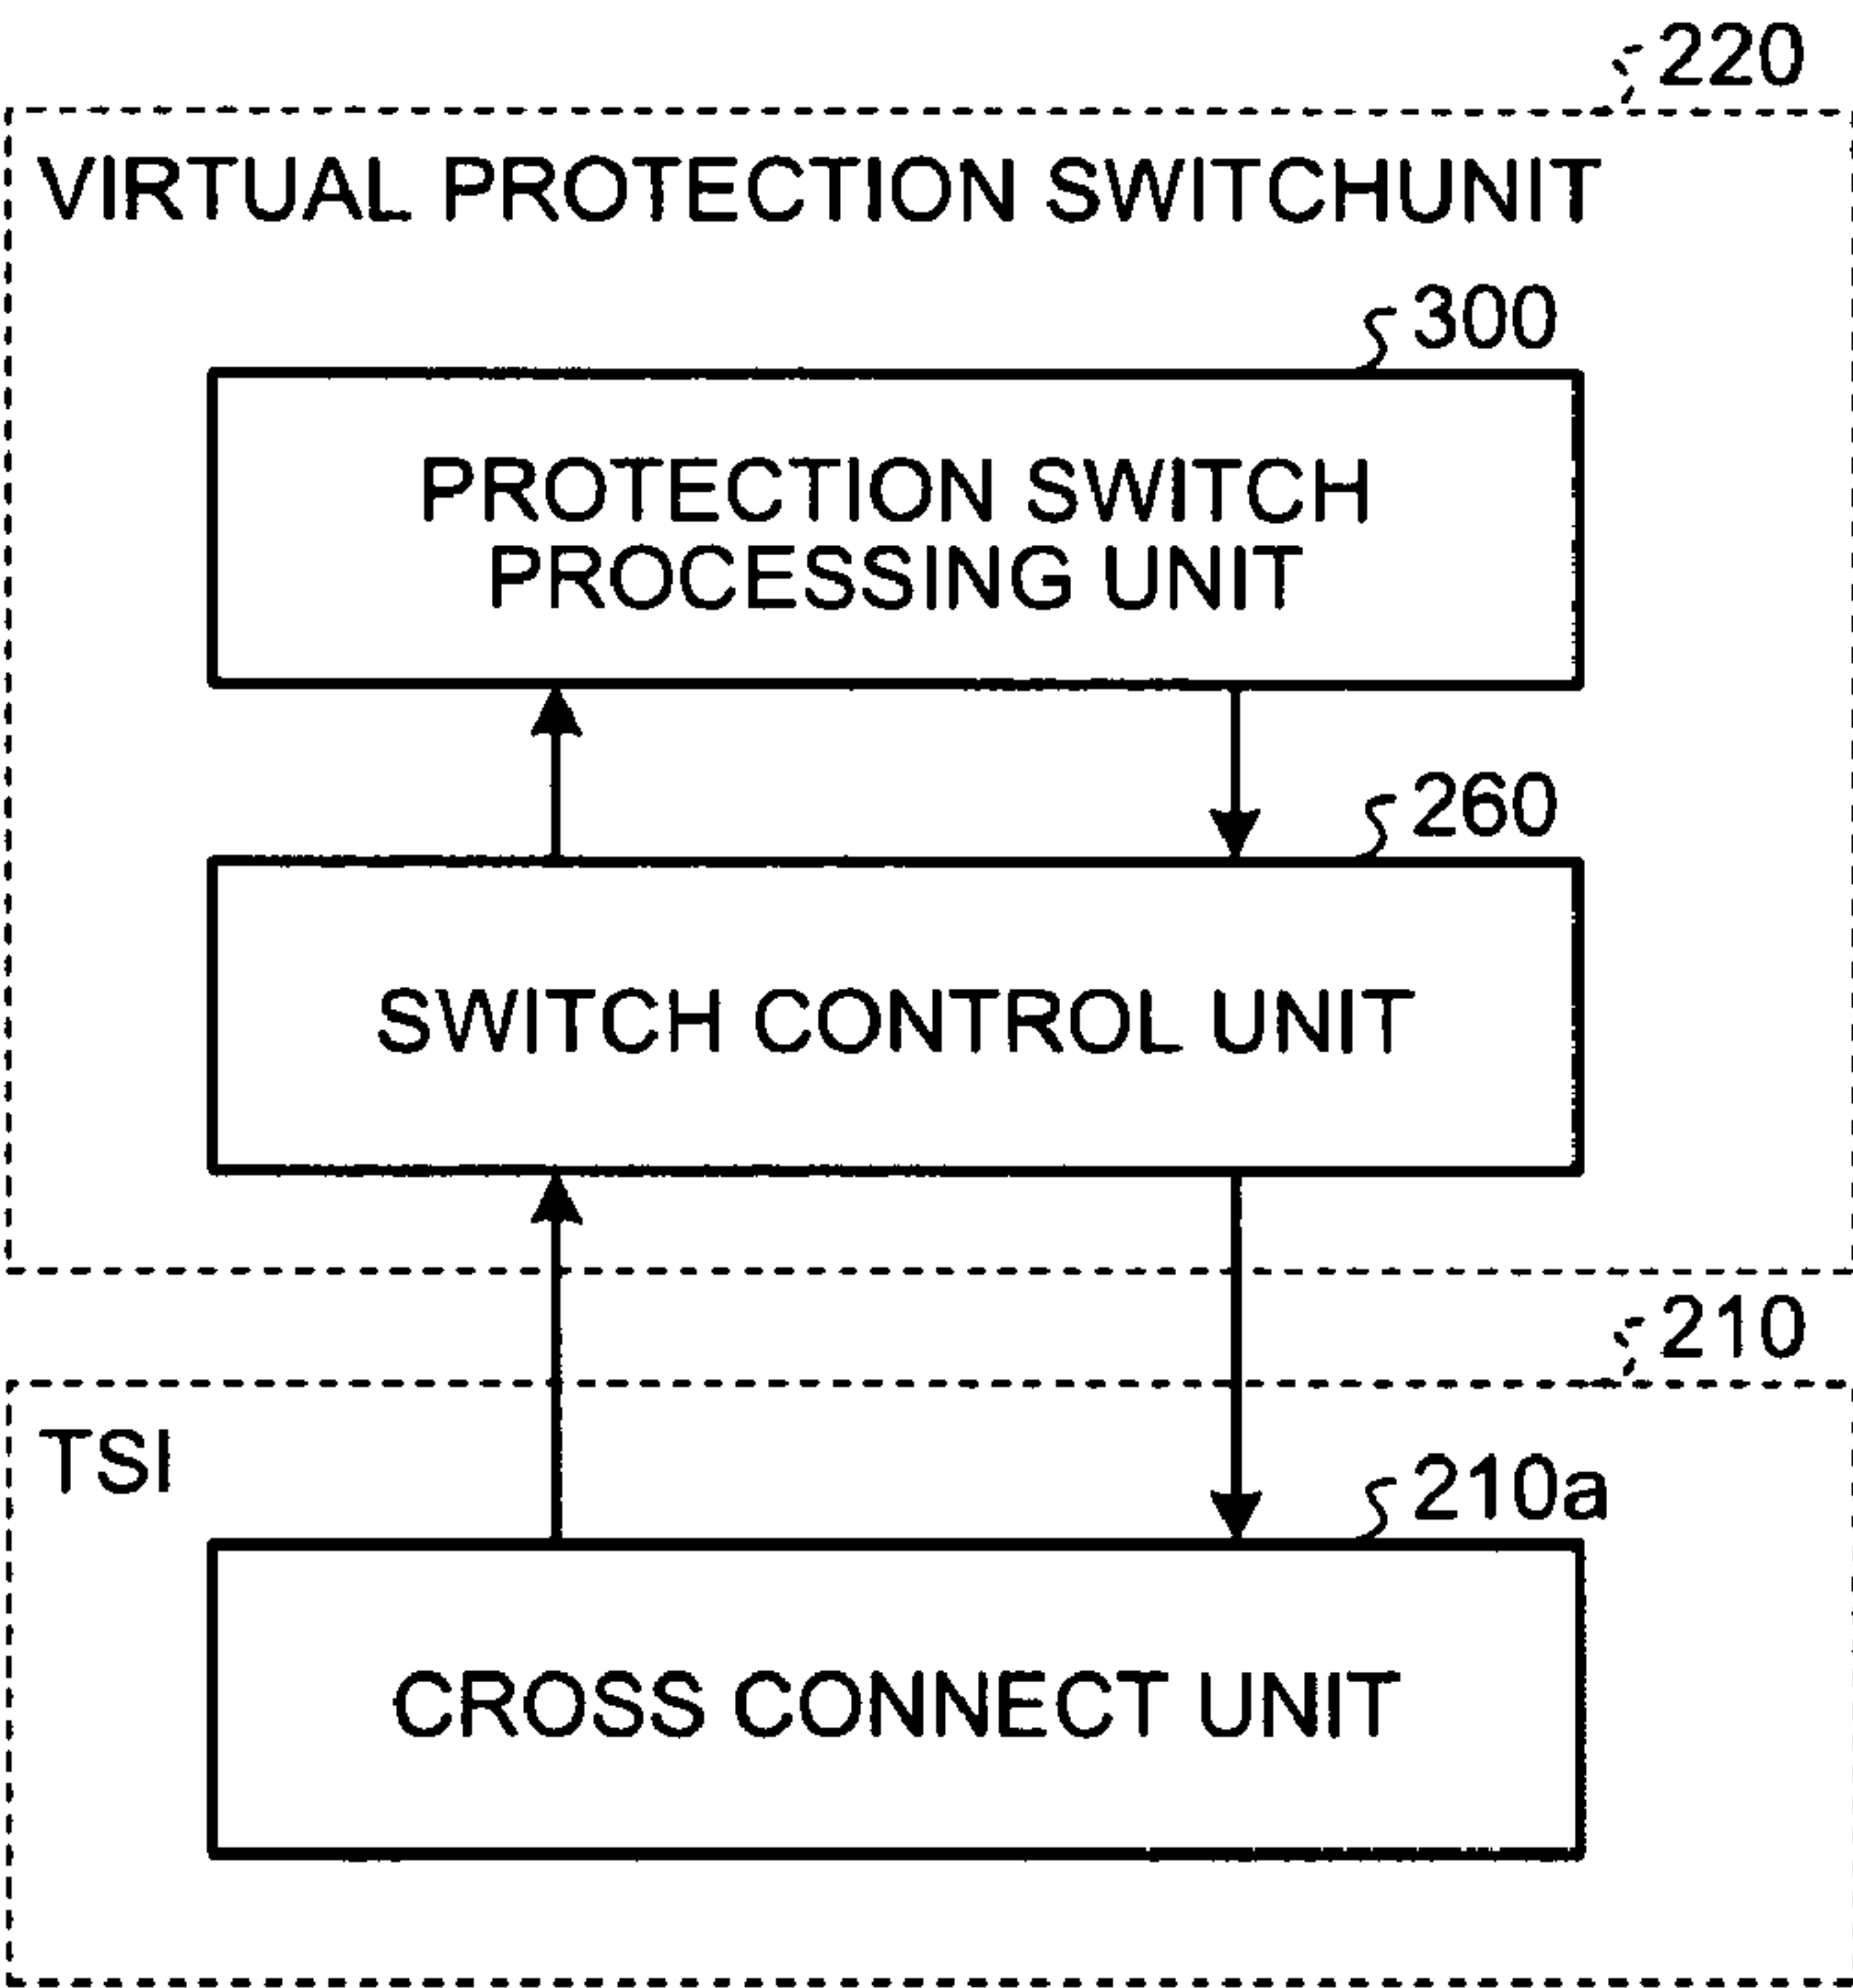 220
VIRTUAL PROTECTION SWITCHUNIT
300
PROTECTION SWITCH
PROCESSING UNIT
260
SWITCH CONTROL UNIT
210
TSI
210a
CROSS CONNECT UNIT